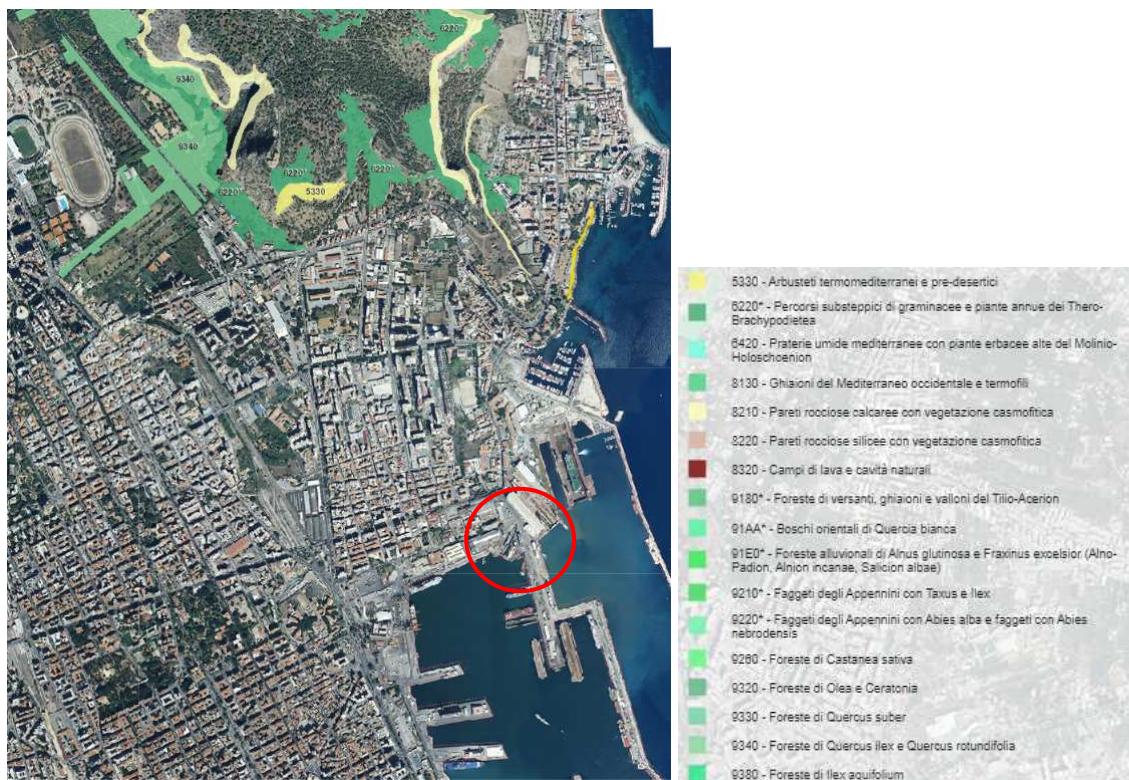 6220*
9340
9340
6220*
6220*
6220*
5330
5330 - Arbusteti termomediterranei e pre-desertici
6220* - Percorsi substeppici di graminacee e piante annue dei Thero-
Brachypodietea
6420 - Praterie umide mediterranee con piante erbacee alte del Molinio-
Holoschoenion
8130 - Ghiaioni del Mediterraneo occidentale e termofili
8210 - Pareti rocciose calcaree con vegetazione casmofitica
8220 - Pareti rocciose silicee con vegetazione casmofitica
8320 - Campi di lava e cavità naturali
9180* - Foreste di versanti, ghiaioni e valloni del Tilio-Acerion
91AA* - Boschi orientali di Quercia bianca
91E0* - Foreste alluvionali di Alnus glutinosa e Fraxinus excelsior (Alno-
Padion, Alnion incanae, Salicion albae)
9210* - Faggeti degli Appennini con Taxus e Ilex
9220* - Faggeti degli Appennini con Abies alba e faggeti con Abies
nebrodensis
9260 - Foreste di Castanea sativa
9320 - Foreste di Olea e Ceratonia
9330 - Foreste di Quercus suber
9340 - Foreste di Quercus ilex e Quercus rotundifolia
9380 - Foreste di Ilex aquifolium